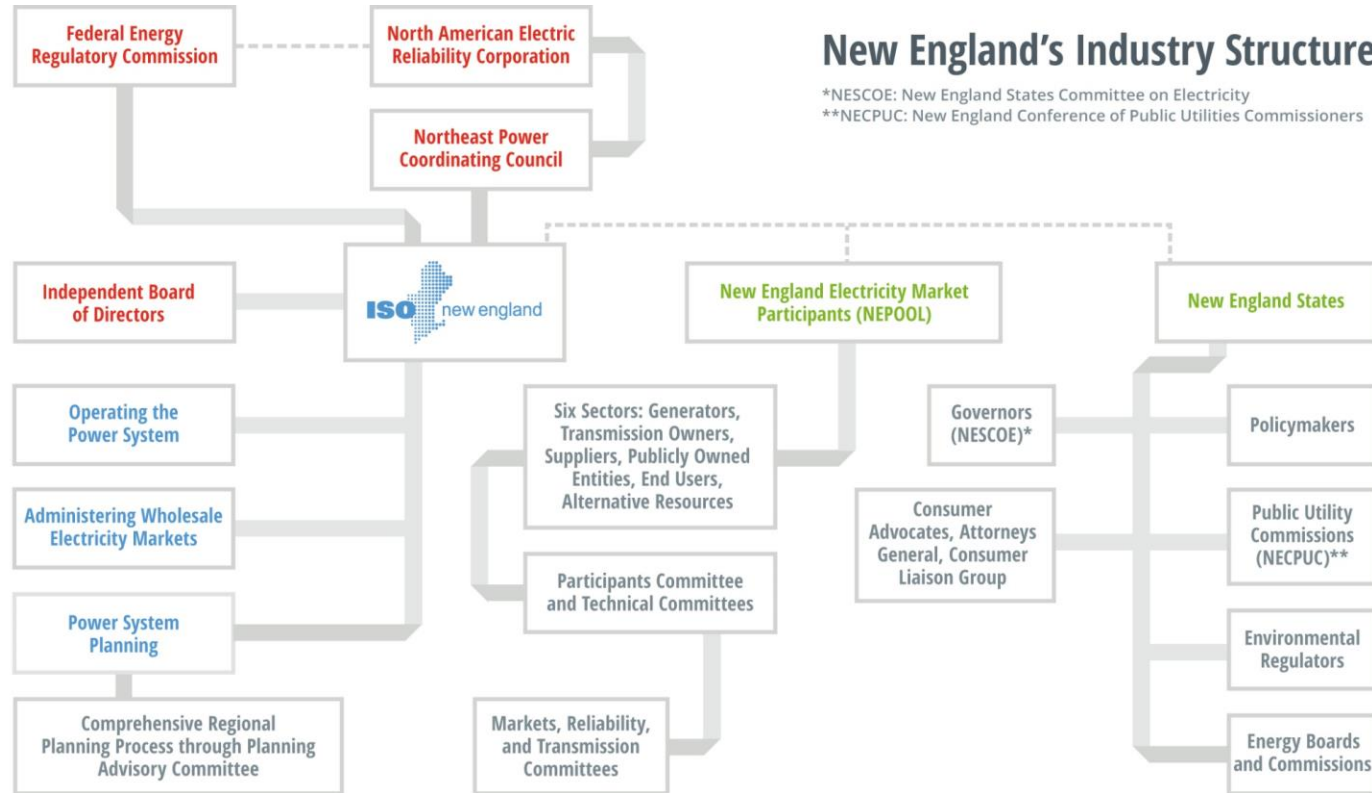 Federal Energy
Regulatory Commission
North American Electric
Reliability Corporation
New England's Industry Structure
*NESCOE: New England States Committee on Electricity
**NECPUC: New England Conference of Public Utilities Commissioners
Northeast Power
Coordinating Council
Independent Board
of Directors
ISO new england
New England Electricity Market
Participants (NEPOOL)
New England States
Operating the
Power System
Six Sectors: Generators,
Transmission Owners,
Suppliers, Publicly Owned
Entities, End Users,
Alternative Resources
Governors
(NESCOE)*
Policymakers
Administering Wholesale
Electricity Markets
Consumer
Advocates, Attorneys
General, Consumer
Liaison Group
Public Utility
Commissions
(NECPUC)**
Participants Committee
and Technical Committees
Power System
Planning
Environmental
Regulators
Comprehensive Regional
Planning Process through Planning
Advisory Committee
Markets, Reliability,
and Transmission
Committees
Energy Boards
and Commissions